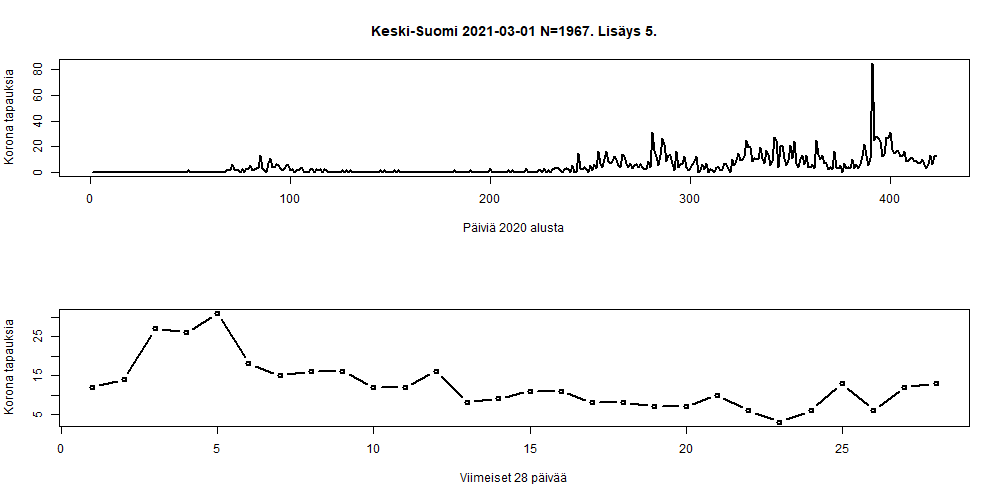 Keski-Suomi 2021-03-01 N=1967. Lisäys 5.
Korona tapauksia
80
60
40
20
0
0 100 200 300 400
Päiviä 2020 alusta
Korona tapauksia
25
15
5
0 5 10 15 20 25
Viimeiset 28 päivää